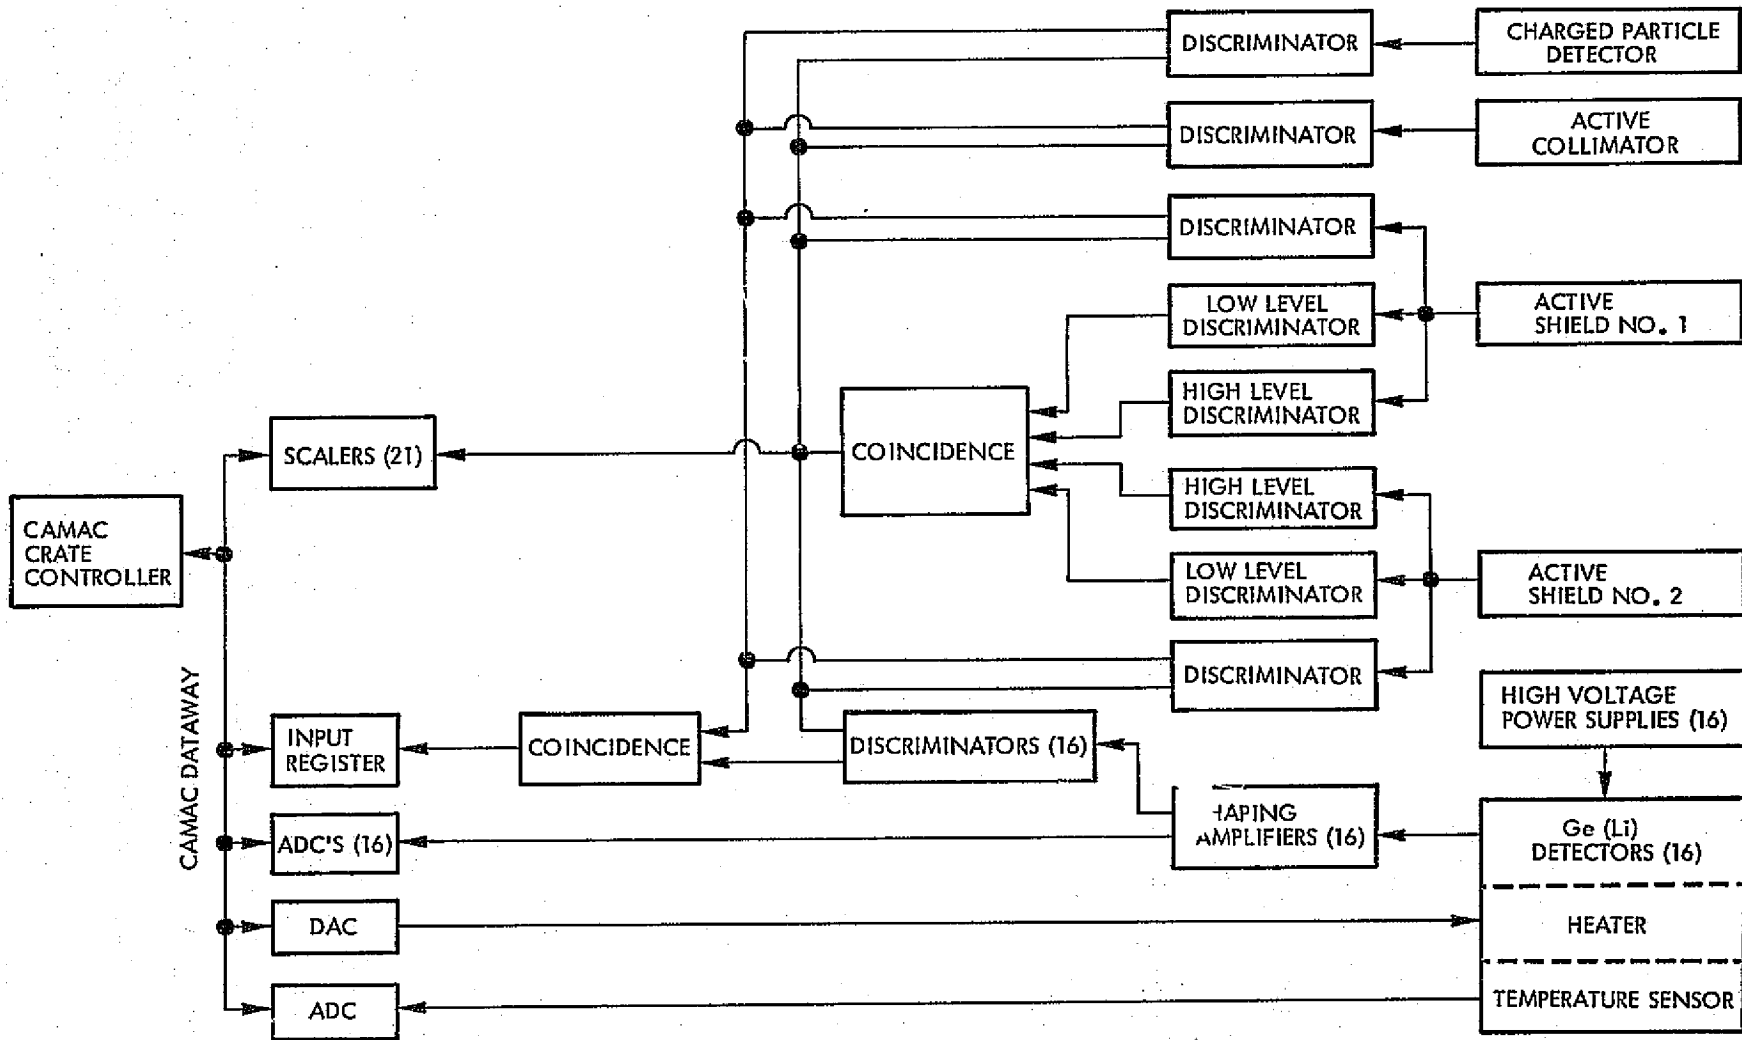 DISCRIMINATOR
CHARGED PARTICLE
DETECTOR
DISCRIMINATOR
ACTIVE
COLLIMATOR
DISCRIMINATOR
LOW LEVEL
DISCRIMINATOR
ACTIVE
SHIELD NO. 1
HIGH LEVEL
DISCRIMINATOR
SCALERS (21)
COINCIDENCE
HIGH LEVEL
DISCRIMINATOR
CAMAC
CRATE
CONTROLLER
LOW LEVEL
DISCRIMINATOR
ACTIVE
SHIELD NO. 2
DISCRIMINATOR
CAMAC DATAWAY
HIGH VOLTAGE
POWER SUPPLIES (16)
INPUT
REGISTER
COINCIDENCE
DISCRIMINATORS (16)
HAPING
AMPLIFIERS (16)
ADC'S (16)
Ge (Li)
DETECTORS (16)
DAC
HEATER
ADC
TEMPERATURE SENSOR